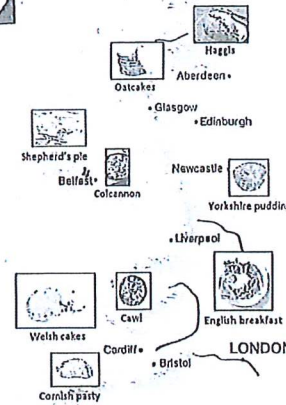 Haggis
Oatcakes
Aberdeen
Glasgow
Edinburgh
Shepherd's pie
Belfast
Colcannon
Newcastle
Yorkshire puddin
Liverpool
Welsh cakes
Cawl
English breakfast
Cardiff
LONDON
Bristol
Cornish pasty